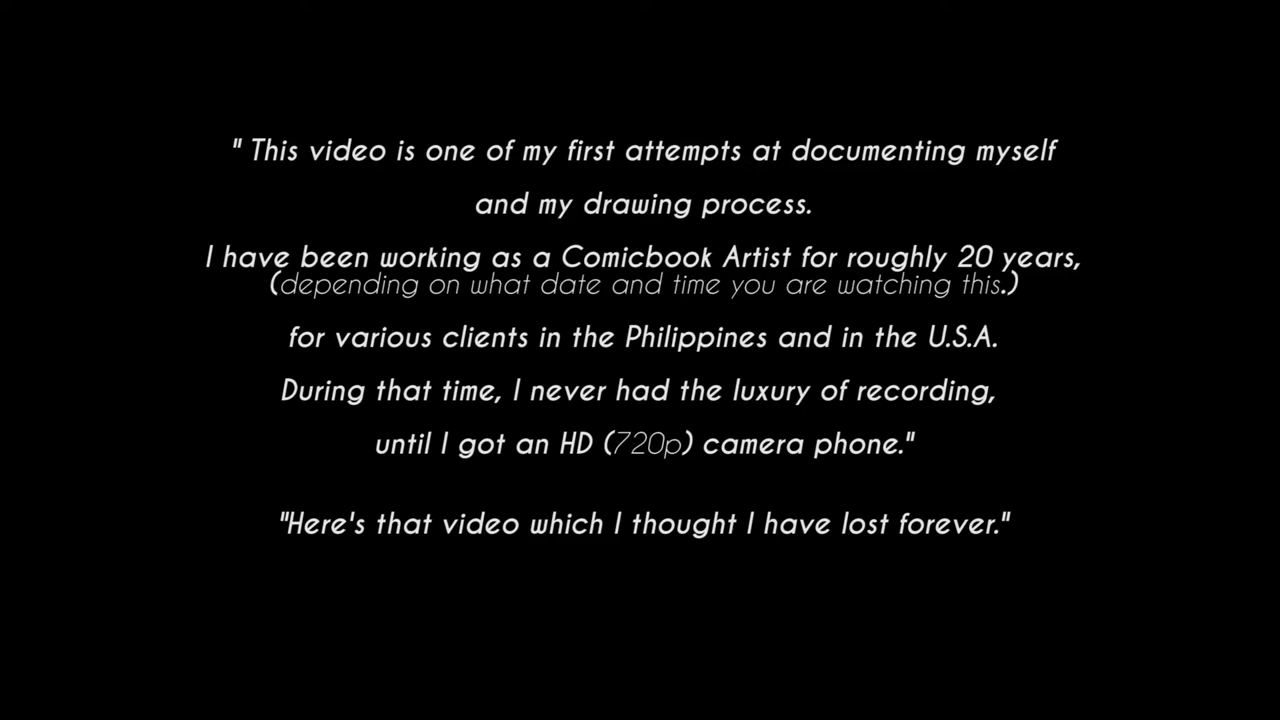 " This video is one of my first attempts at documenting myself
and my drawing process.
I have been working as a Comicbook Artist for roughly 20 years,
(depending on what date and time you are watching this.)
for various clients in the Philippines and in the U.S.A.
During that time, I never had the luxury of recording,
until I got an HD (720p) camera phone."
"Here's that video which I thought I have lost forever."